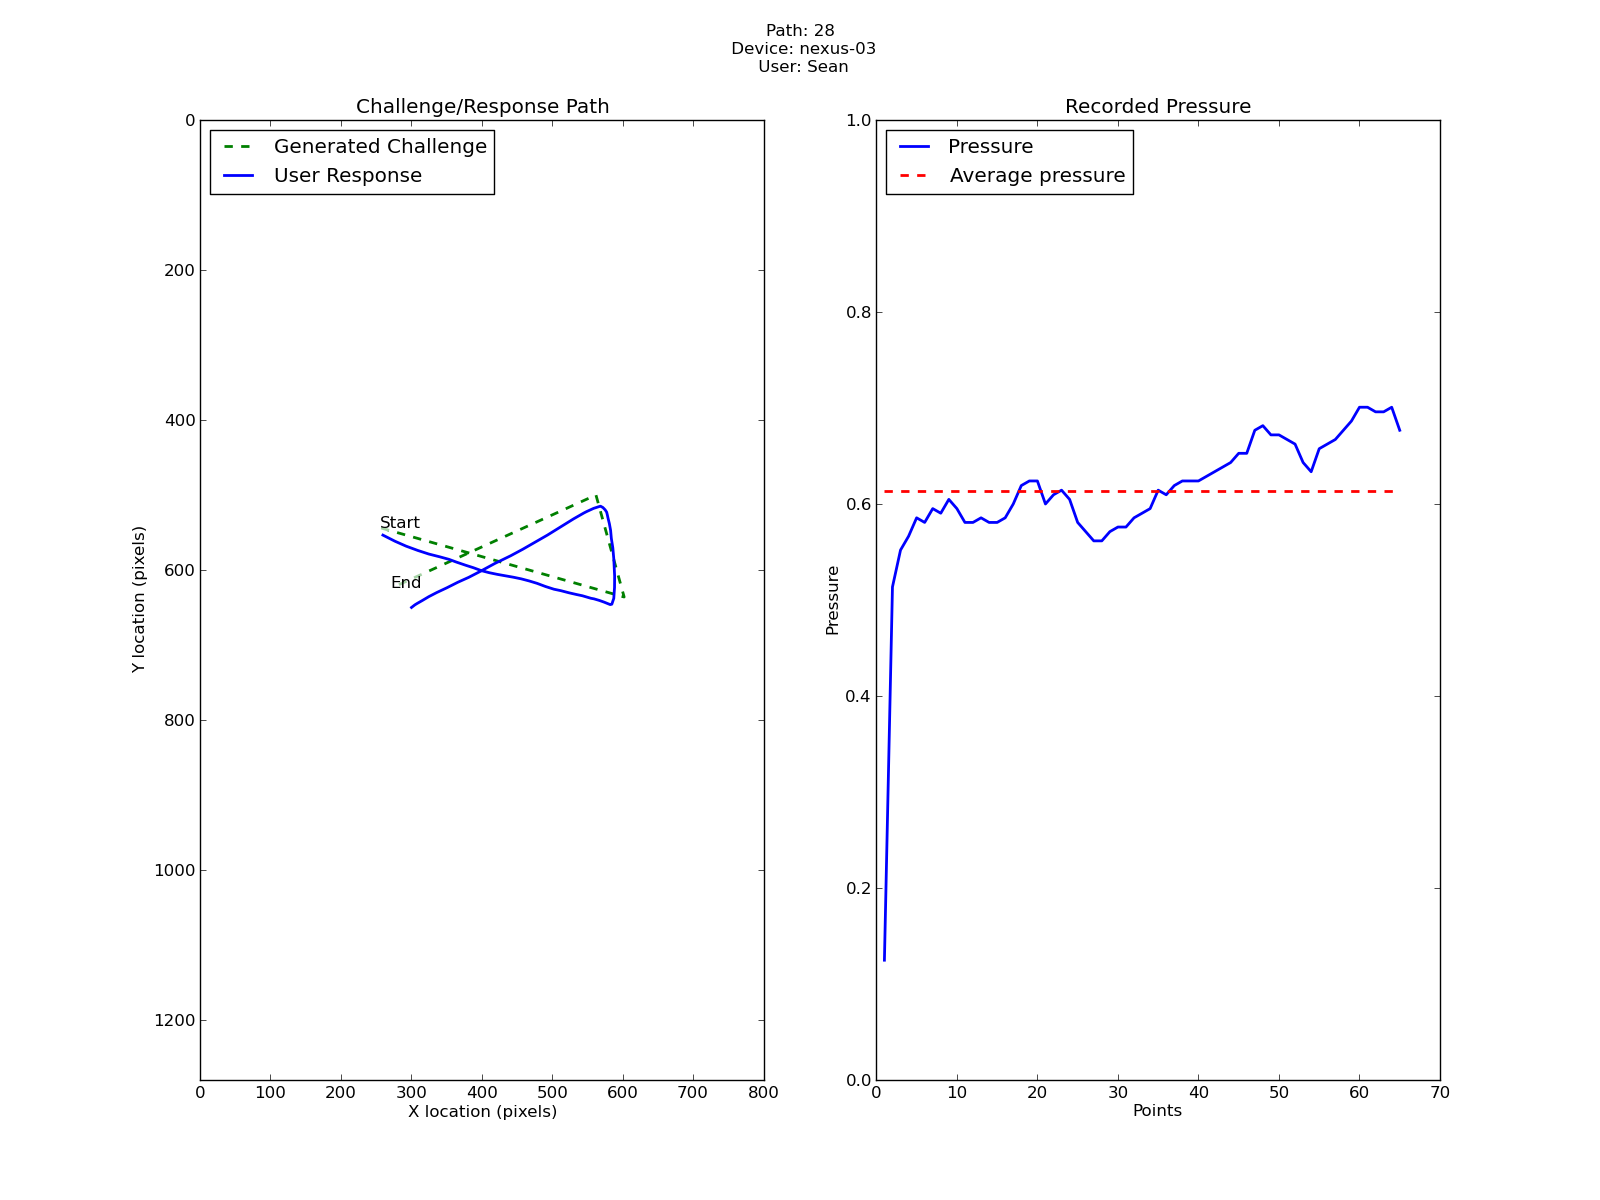 Path: 28
Device: nexus-03
User: Sean
Challenge/Response Path
Generated Challenge
User Response
0
200
400
600
800
1000
1200
Y location (pixels)
Start
End
0 100 200 300 400 500 600 700 800
X location (pixels)
Recorded Pressure
Pressure
Average pressure
1.0
0.8
0.6
0.4
0.2
0.0
Pressure
0 10 20 30 40 50 60 70
Points